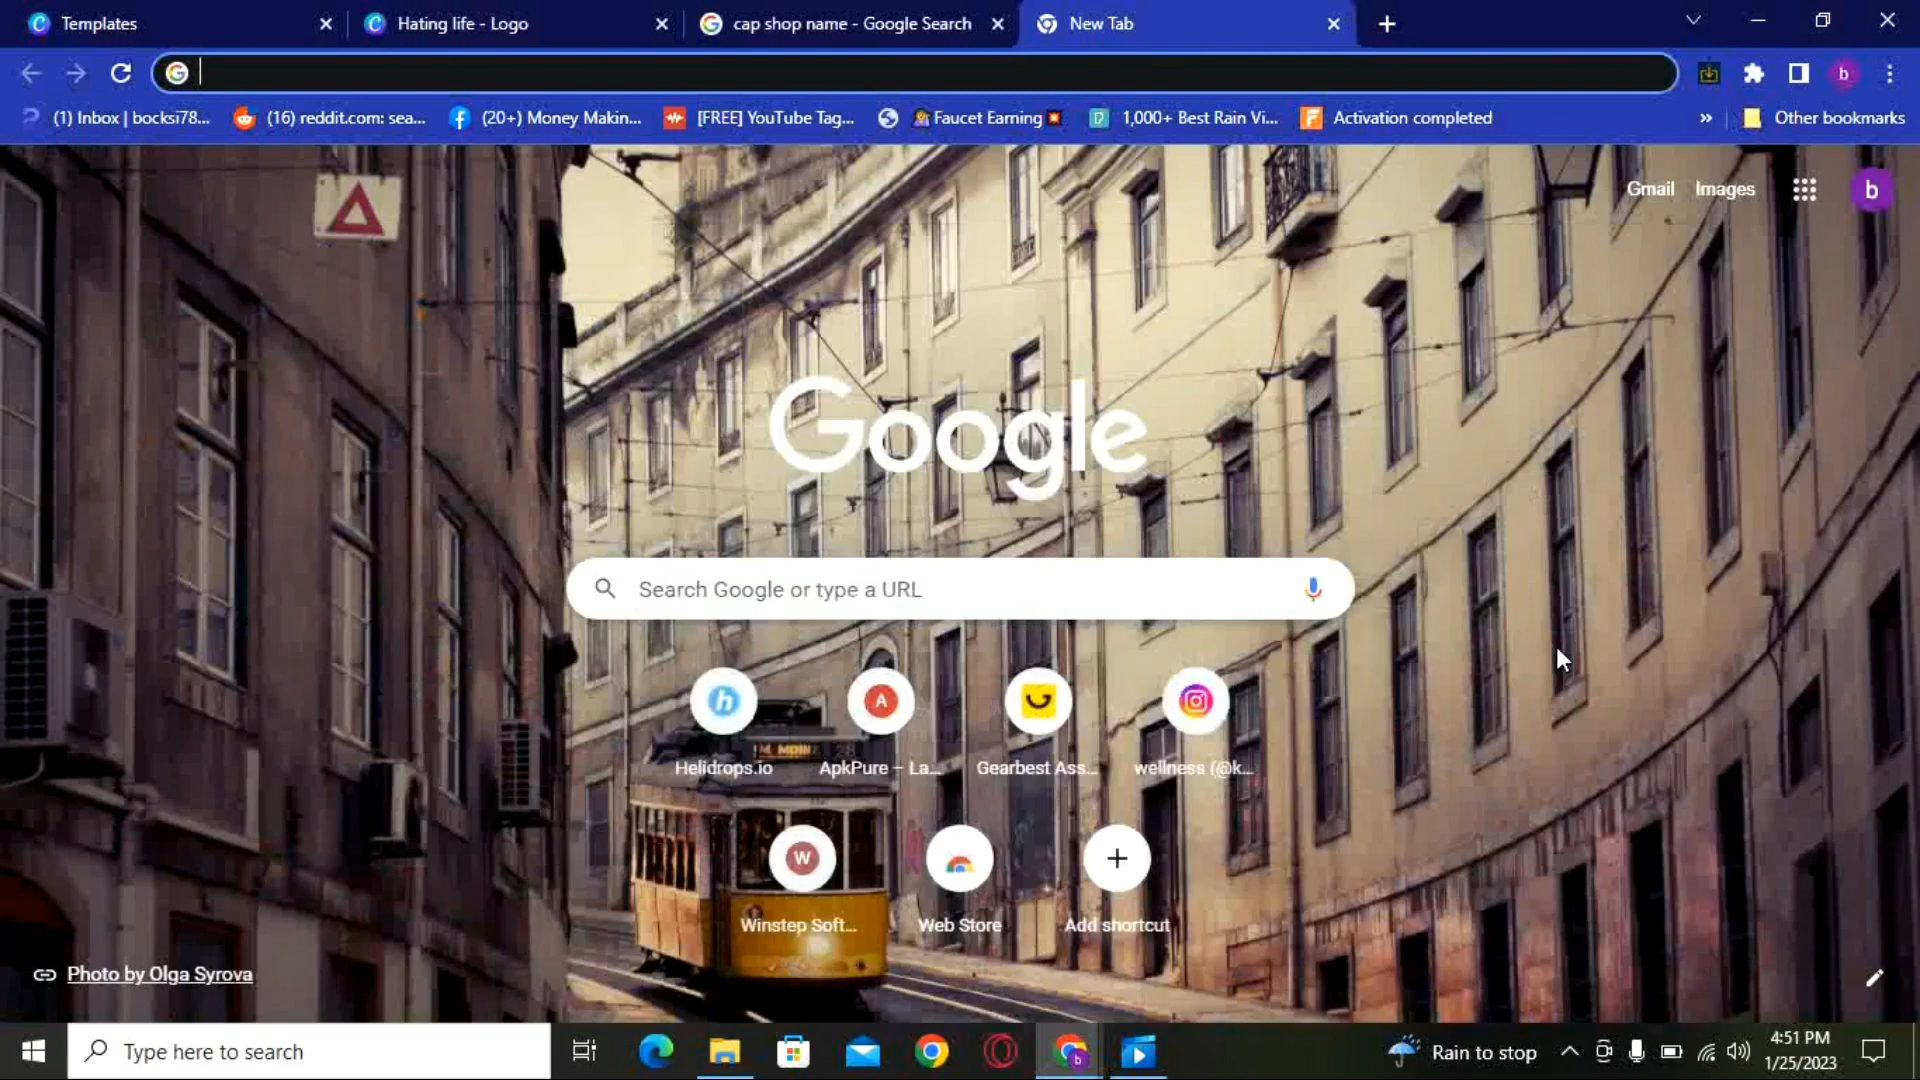 Templates
Hating life - Logo
cap shop name - Google Search
New Tab
b
(1) Inbox | bocksi78...
(16) reddit.com: sea...
(20+) Money Makin...
[FREE] YouTube Tag...
Faucet Earning
1,000+ Best Rain Vi...
Activation completed
»
Other bookmarks
Gmail
Images
b
Google
Search Google or type a URL
h
A
Helidrops.io
ApkPure – La...
Gearbest Ass...
wellness (@k...
W
Winstep Soft...
Web Store
Add shortcut
Photo by Olga Syrova
Type here to search
b
Rain to stop
4:51 PM
1/25/2023